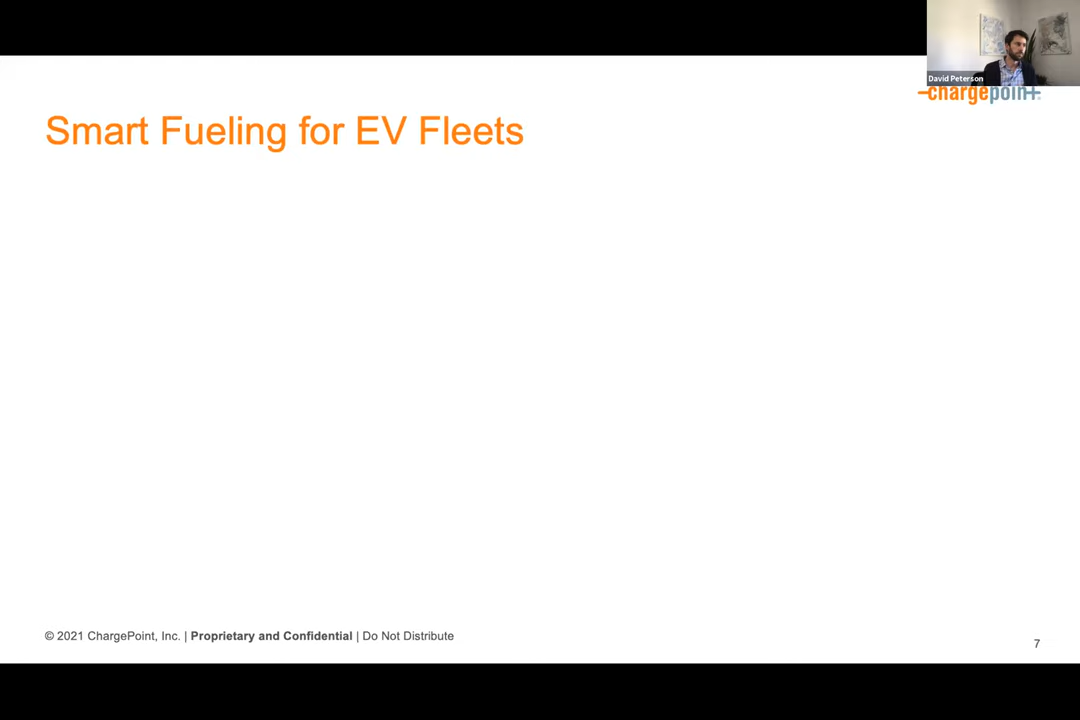 David Peterson
chargepoin+.
Smart Fueling for EV Fleets
© 2021 ChargePoint, Inc. | Proprietary and Confidential | Do Not Distribute
7